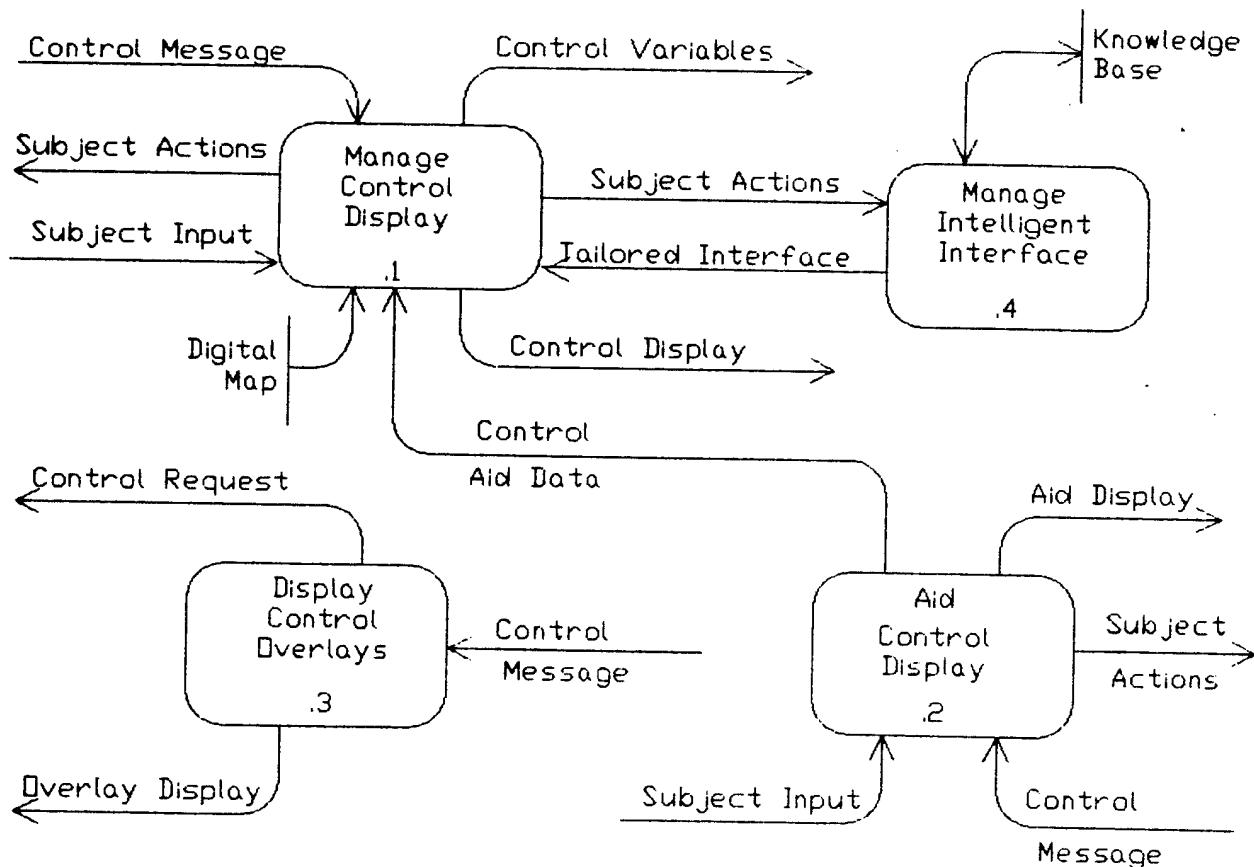 Control Message
Control Variables
Knowledge
Base
Subject Actions
Manage
Control
Display
.1
Subject Actions
Manage
Intelligent
Interface
.4
Subject Input
Tailored Interface
Digital
Map
Control Display
Control
Aid Data
Control Request
Aid Display
Display
Control
Overlays
.3
Control
Message
Aid
Control
Display
.2
Subject
Actions
Overlay Display
Subject Input
Control
Message